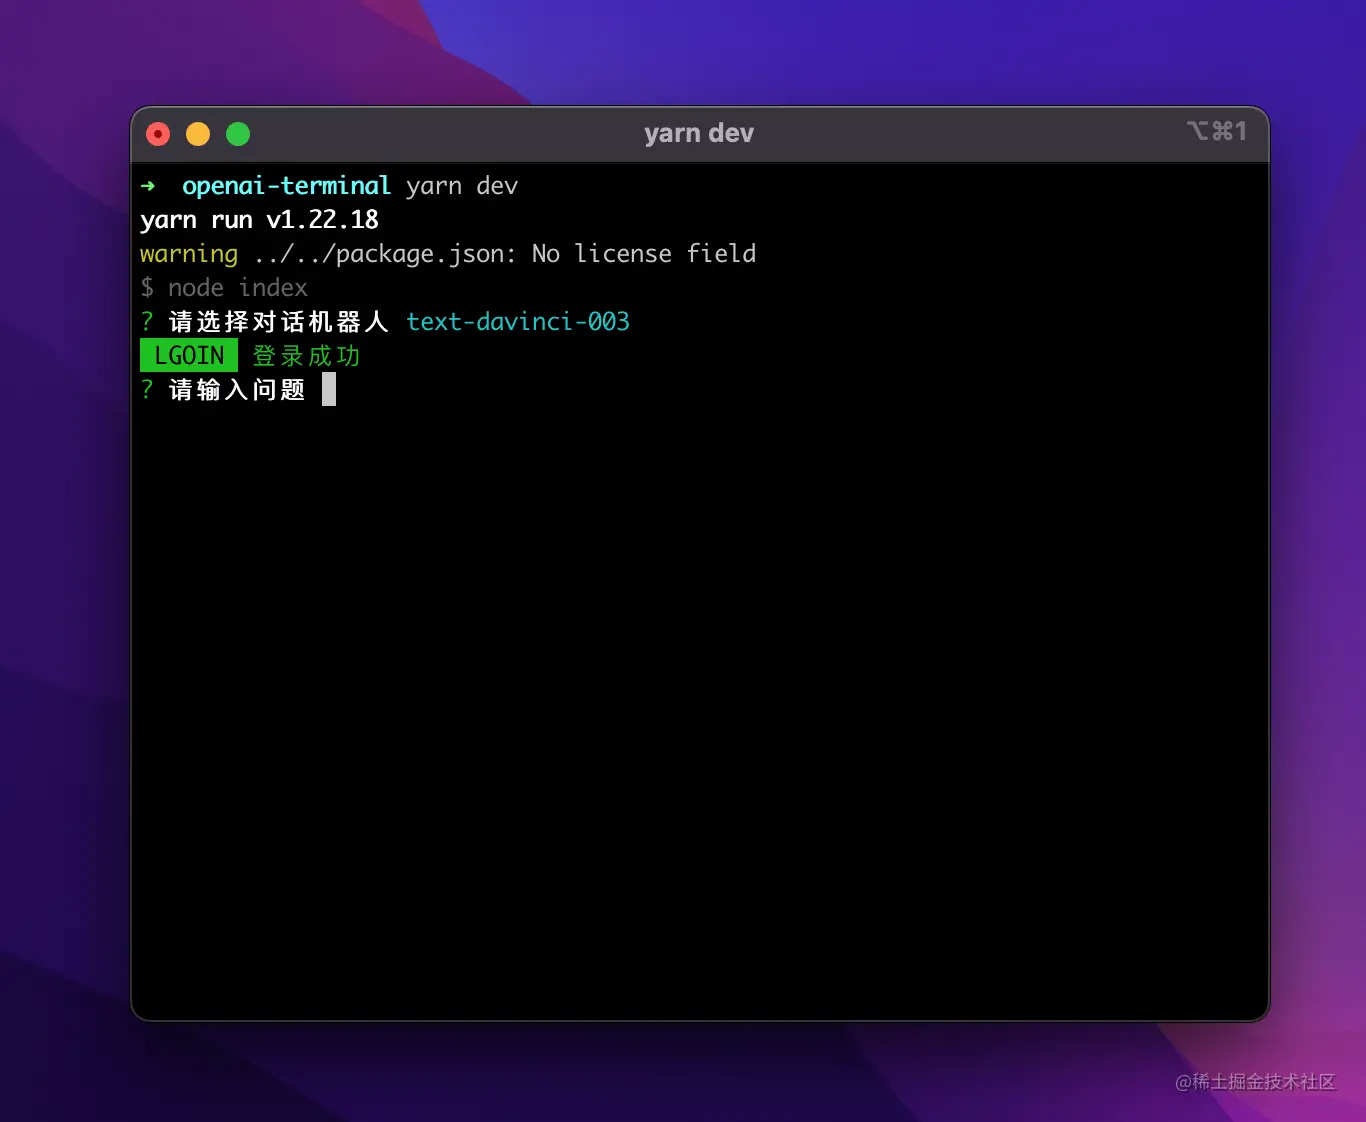 yarn dev ⌥⌘1
➜ openai-terminal yarn dev
yarn run v1.22.18
warning ../../package.json: No license field
$ node index
? 请选择对话机器人 text-davinci-003
LGOIN 登录成功
? 请输入问题
@稀土掘金技术社区